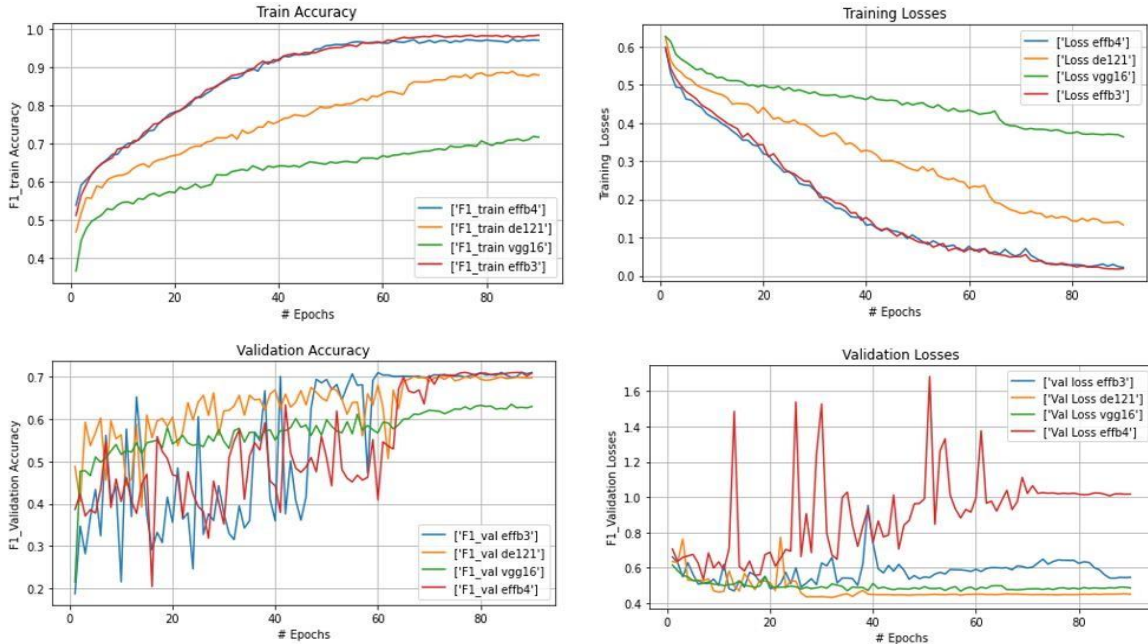 Train Accuracy
1.0
0.9
0.8
0.7
0.6
0.5
0.4
F1_train Accuracy
['F1_train effb4']
['F1_train de121']
['F1_train vgg16']
['F1_train effb3']
0 20 40 60 80
# Epochs
Training Losses
0.6
0.5
0.4
0.3
0.2
0.1
0.0
Training Losses
['Loss effb4']
['Loss de121']
['Loss vgg16']
['Loss effb3']
0 20 40 60 80
# Epochs
Validation Accuracy
0.7
0.6
0.5
0.4
0.3
0.2
F1_Validation Accuracy
['F1_val effb3']
['F1_val de121']
['F1_val vgg16']
['F1_val effb4']
0 20 40 60 80
# Epochs
Validation Losses
1.6
1.4
1.2
1.0
0.8
0.6
0.4
F1_Validation Losses
['val loss effb3']
['Val Loss de121']
['Val Loss vgg16']
['Val Loss effb4']
0 20 40 60 80
# Epochs